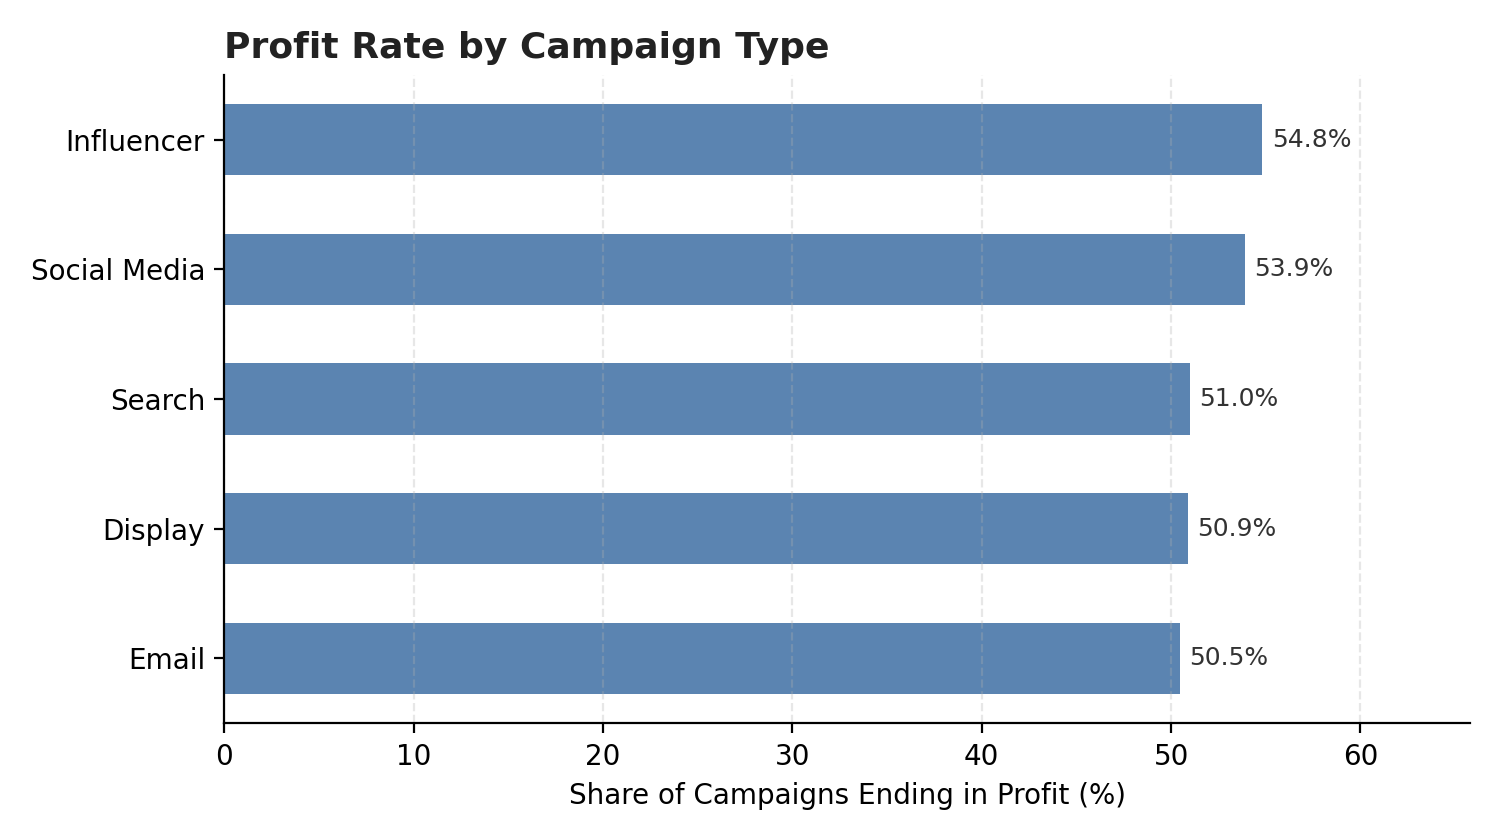 Profit Rate by Campaign Type
Influencer
54.8%
Social Media
53.9%
Search
51.0%
Display
50.9%
Email
50.5%
0 10 20 30 40 50 60
Share of Campaigns Ending in Profit (%)